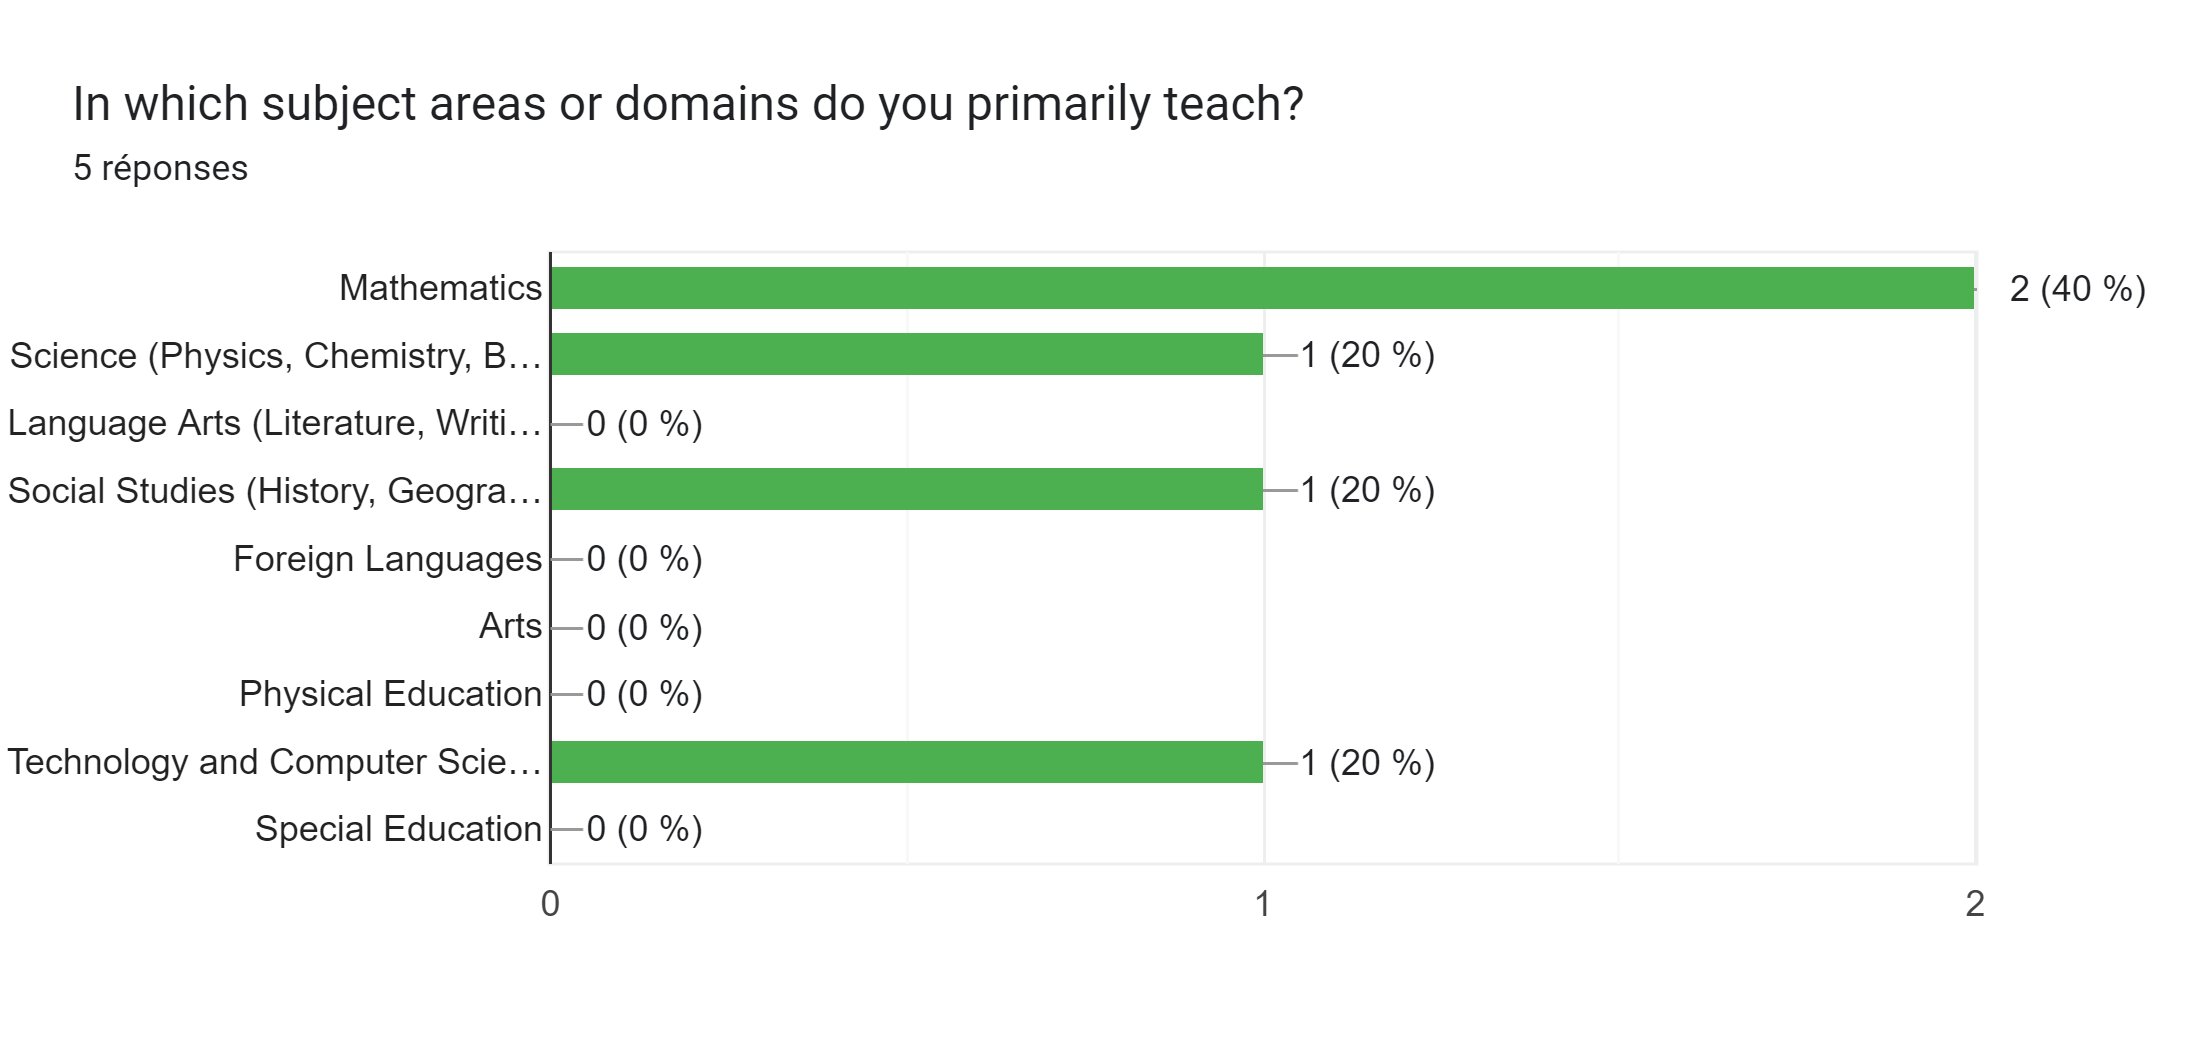 In which subject areas or domains do you primarily teach?
5 réponses
Mathematics 2 (40 %)
Science (Physics, Chemistry, B… 1 (20 %)
Language Arts (Literature, Writi… 0 (0 %)
Social Studies (History, Geogra… 1 (20 %)
Foreign Languages 0 (0 %)
Arts 0 (0 %)
Physical Education 0 (0 %)
Technology and Computer Scie… 1 (20 %)
Special Education 0 (0 %)
0 1 2